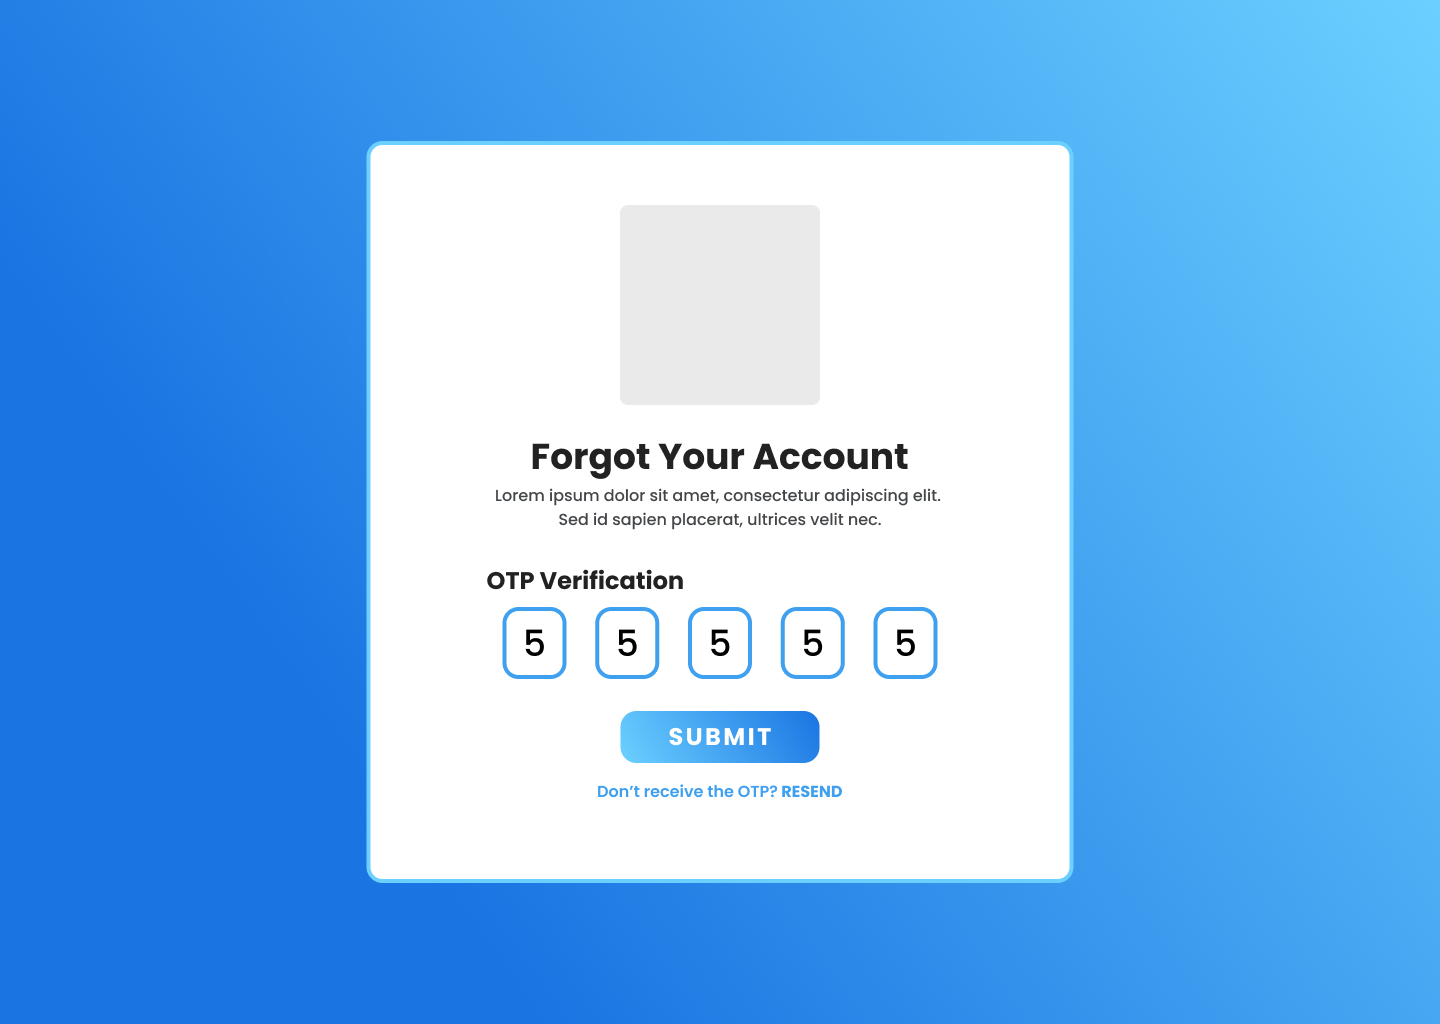 Forgot Your Account
Lorem ipsum dolor sit amet, consectetur adipiscing elit.
Sed id sapien placerat, ultrices velit nec.
OTP Verification
5 5 5 5 5
SUBMIT
Don’t receive the OTP? RESEND